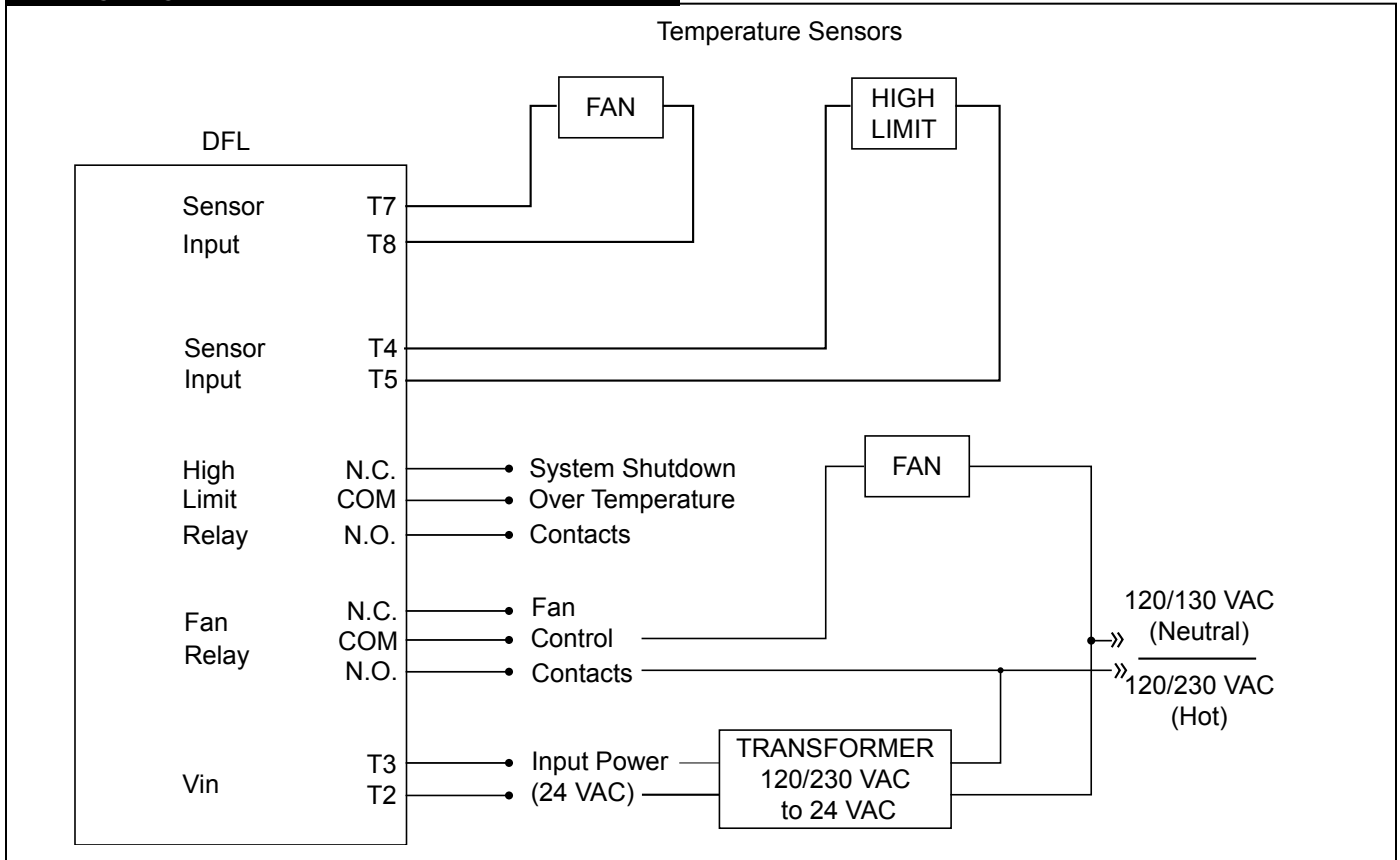 Temperature Sensors
FAN
HIGH
LIMIT
DFL
Sensor T7
Input T8
Sensor T4
Input T5
High N.C. System Shutdown
Limit COM Over Temperature
Relay N.O. Contacts
FAN
Fan
Relay
N.C. Fan
COM Control
N.O. Contacts
120/130 VAC
(Neutral)
120/230 VAC
(Hot)
Vin
T3 Input Power
T2 (24 VAC)
TRANSFORMER
120/230 VAC
to 24 VAC